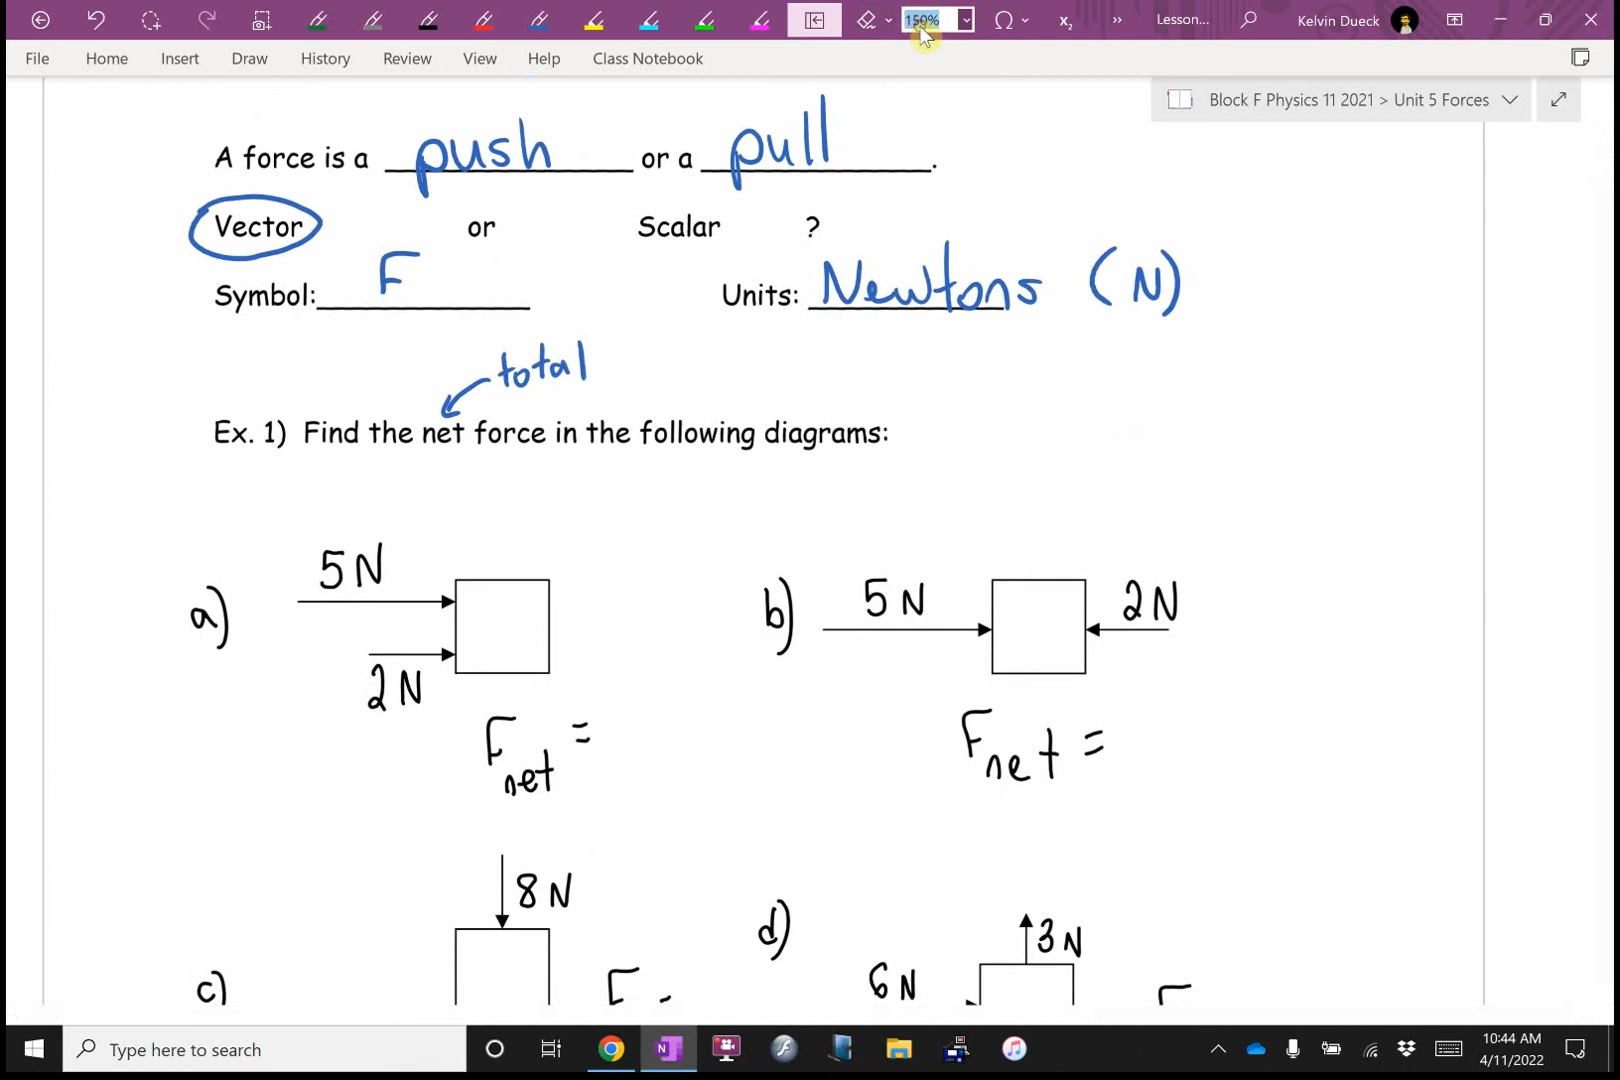 150% Ω x₂ Lesson... Kelvin Dueck
File Home Insert Draw History Review View Help Class Notebook
Block F Physics 11 2021 > Unit 5 Forces
A force is a push or a pull.
Vector or Scalar ?
Symbol: F Units: Newtons (N)
total
Ex. 1) Find the net force in the following diagrams:
a) 5N
2N
Fnet =
b) 5N 2N
Fnet =
c) 8N
F
d) 3N
6N
F
Type here to search
10:44 AM
4/11/2022